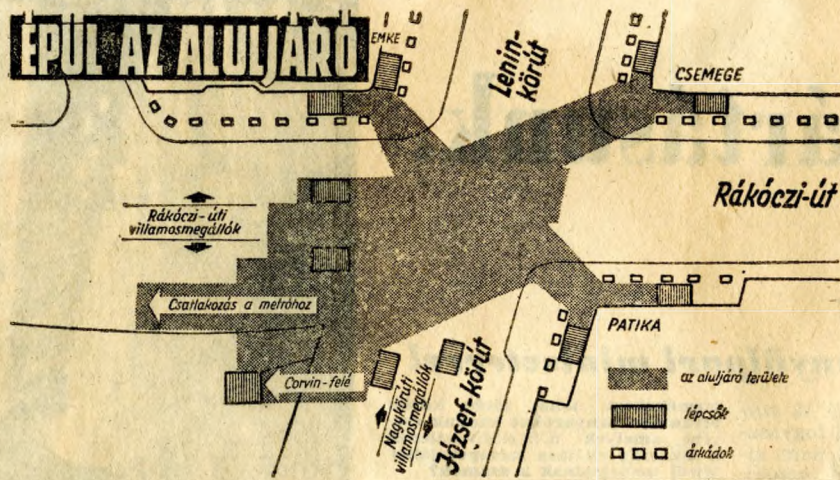 ÉPÜL AZ ALULJÁRÓ
EMKE
Lenin-
körút
CSEMEGE
Rákóczi-út
Rákóczi-úti
villamosmegállók
Csatlakozás a metróhoz
Corvin-felé
Nagykörúti
villamosmegállók
József-körút
PATIKA
az aluljáró területe
lépcsők
árkádok